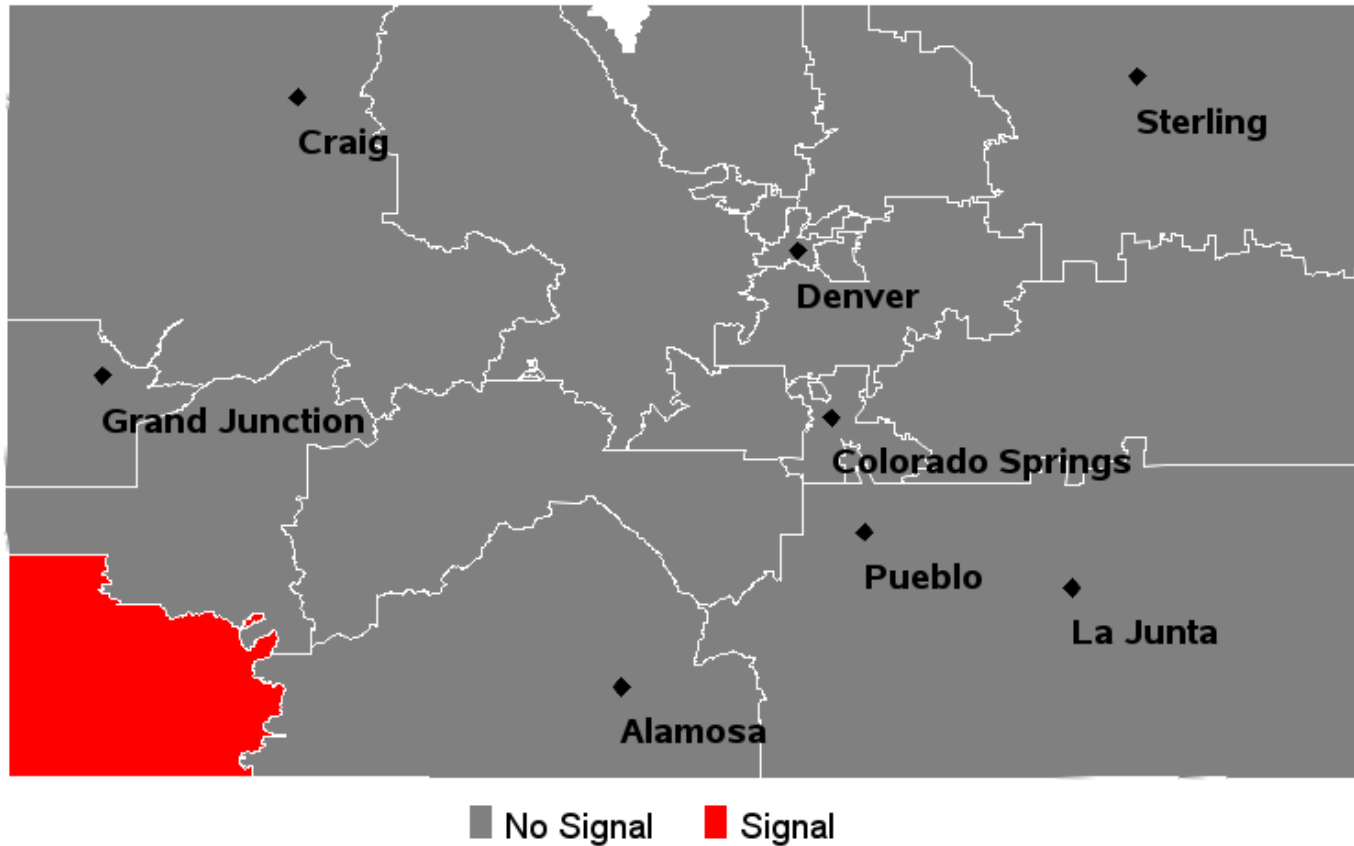 Craig
Sterling
Denver
Grand Junction
Colorado Springs
Pueblo
La Junta
Alamosa
No Signal
Signal